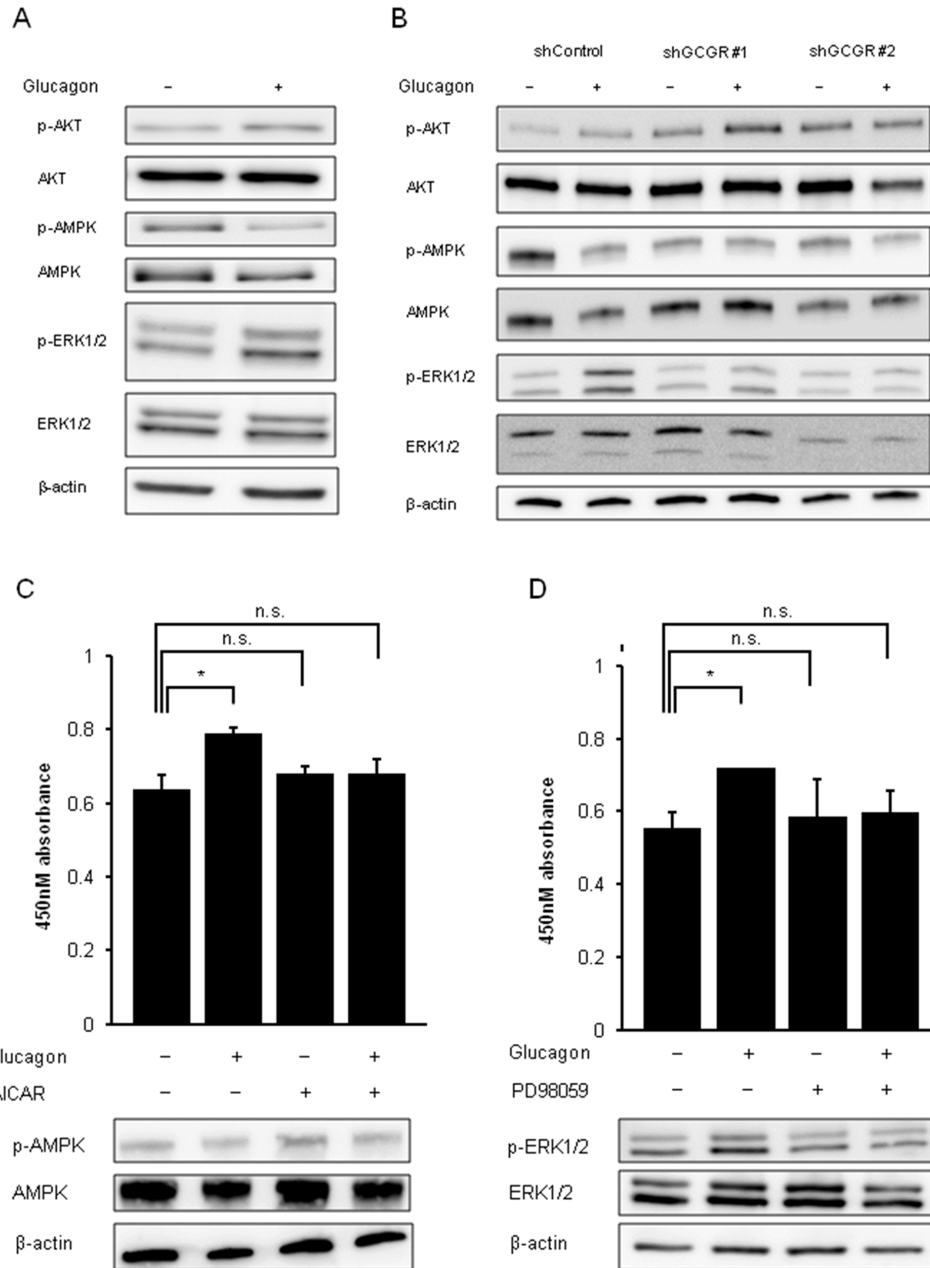 A
Glucagon − +
p-AKT
AKT
p-AMPK
AMPK
p-ERK1/2
ERK1/2
β-actin
B
shControl shGCGR#1 shGCGR#2
Glucagon − + − + − +
p-AKT
AKT
p-AMPK
AMPK
p-ERK1/2
ERK1/2
β-actin
C
n.s.
n.s.
*
1
0.8
0.6
0.4
0.2
0
450nM absorbance
lucagon − + − +
AICAR − − + +
p-AMPK
AMPK
β-actin
D
n.s.
n.s.
*
1
0.8
0.6
0.4
0.2
0
450nM absorbance
Glucagon − + − +
PD98059 − − + +
p-ERK1/2
ERK1/2
β-actin